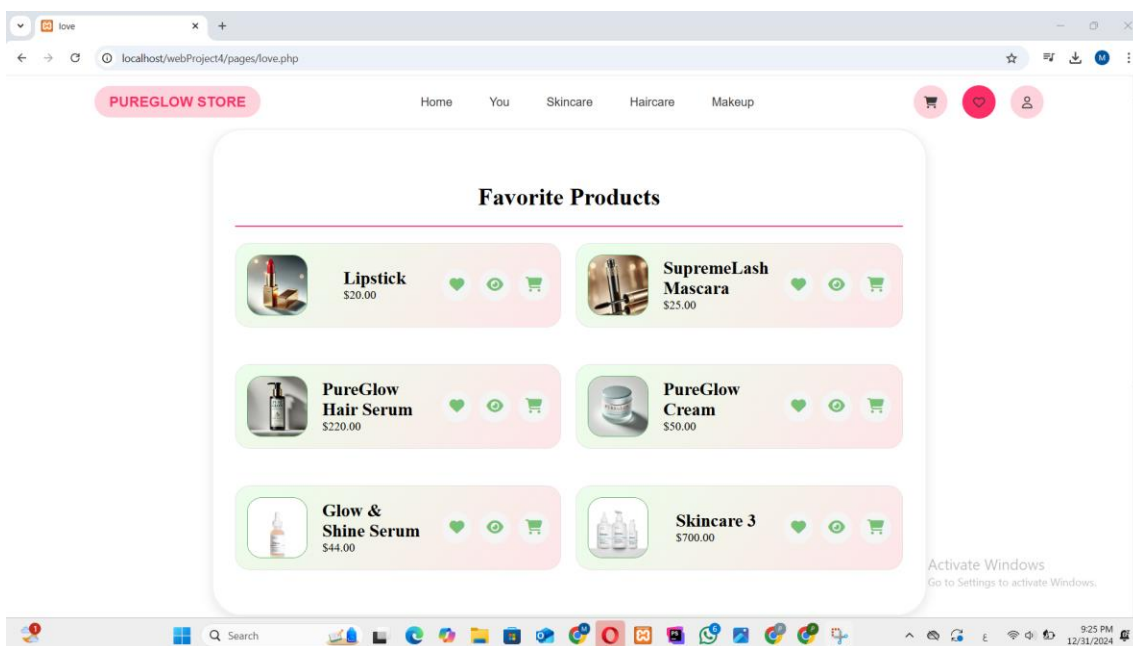 love
localhost/webProject4/pages/love.php
M
PUREGLOW STORE
Home You Skincare Haircare Makeup
Favorite Products
Lipstick
$20.00
SupremeLash
Mascara
$25.00
PureGlow
Hair Serum
$220.00
PureGlow
Cream
$50.00
Glow &
Shine Serum
$44.00
Skincare 3
$700.00
Activate Windows
Go to Settings to activate Windows.
1
Search
6
ع
9:25 PM
12/31/2024